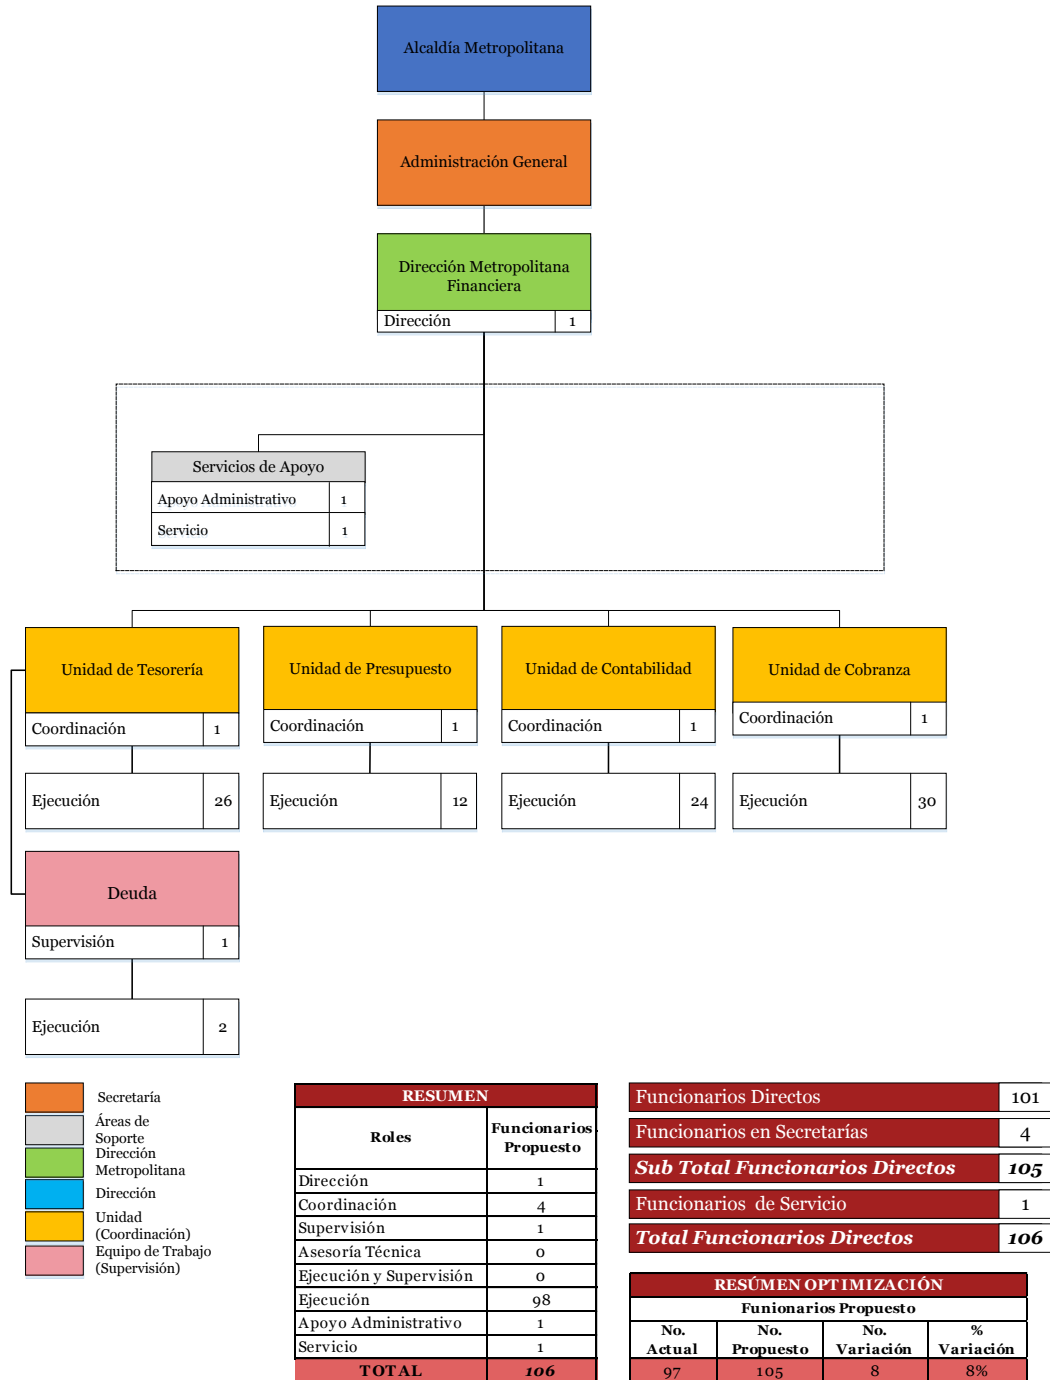 Alcaldía Metropolitana
Administración General
Dirección Metropolitana
Financiera
Dirección 1
Servicios de Apoyo
Apoyo Administrativo 1
Servicio 1
Unidad de Tesorería
Coordinación 1
Ejecución 26
Unidad de Presupuesto
Coordinación 1
Ejecución 12
Unidad de Contabilidad
Coordinación 1
Ejecución 24
Unidad de Cobranza
Coordinación 1
Ejecución 30
Deuda
Supervisión 1
Ejecución 2
Secretaría
Áreas de
Soporte
Dirección
Metropolitana
Dirección
Unidad
(Coordinación)
Equipo de Trabajo
(Supervisión)
RESUMEN
Roles Funcionarios
Propuesto
Dirección 1
Coordinación 4
Supervisión 1
Asesoría Técnica 0
Ejecución y Supervisión 0
Ejecución 98
Apoyo Administrativo 1
Servicio 1
TOTAL 106
Funcionarios Directos 101
Funcionarios en Secretarías 4
Sub Total Funcionarios Directos 105
Funcionarios de Servicio 1
Total Funcionarios Directos 106
RESÚMEN OPTIMIZACIÓN
Funionarios Propuesto
No. No. No. %
Actual Propuesto Variación Variación
97 105 8 8%